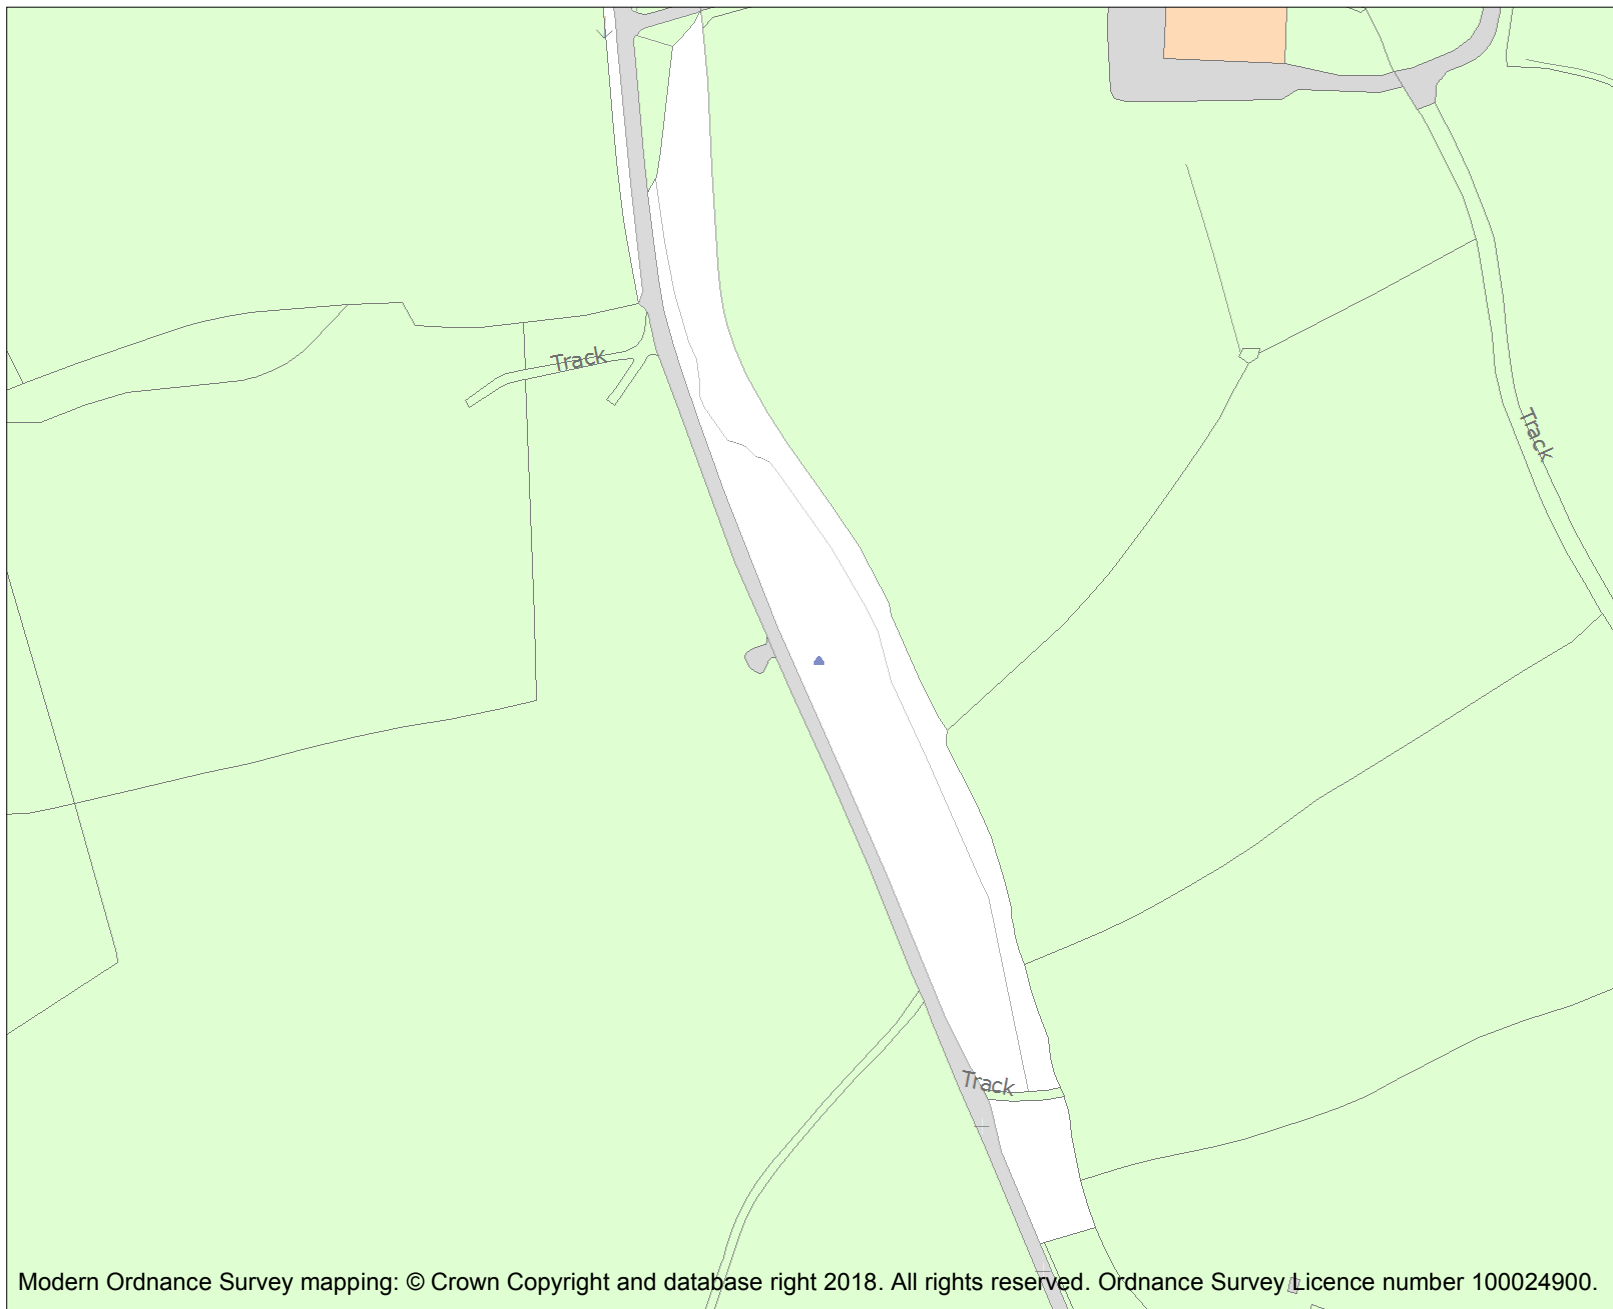 Track
Track
Track
Modern Ordnance Survey mapping: © Crown Copyright and database right 2018. All rights reserved. Ordnance Survey Licence number 100024900.